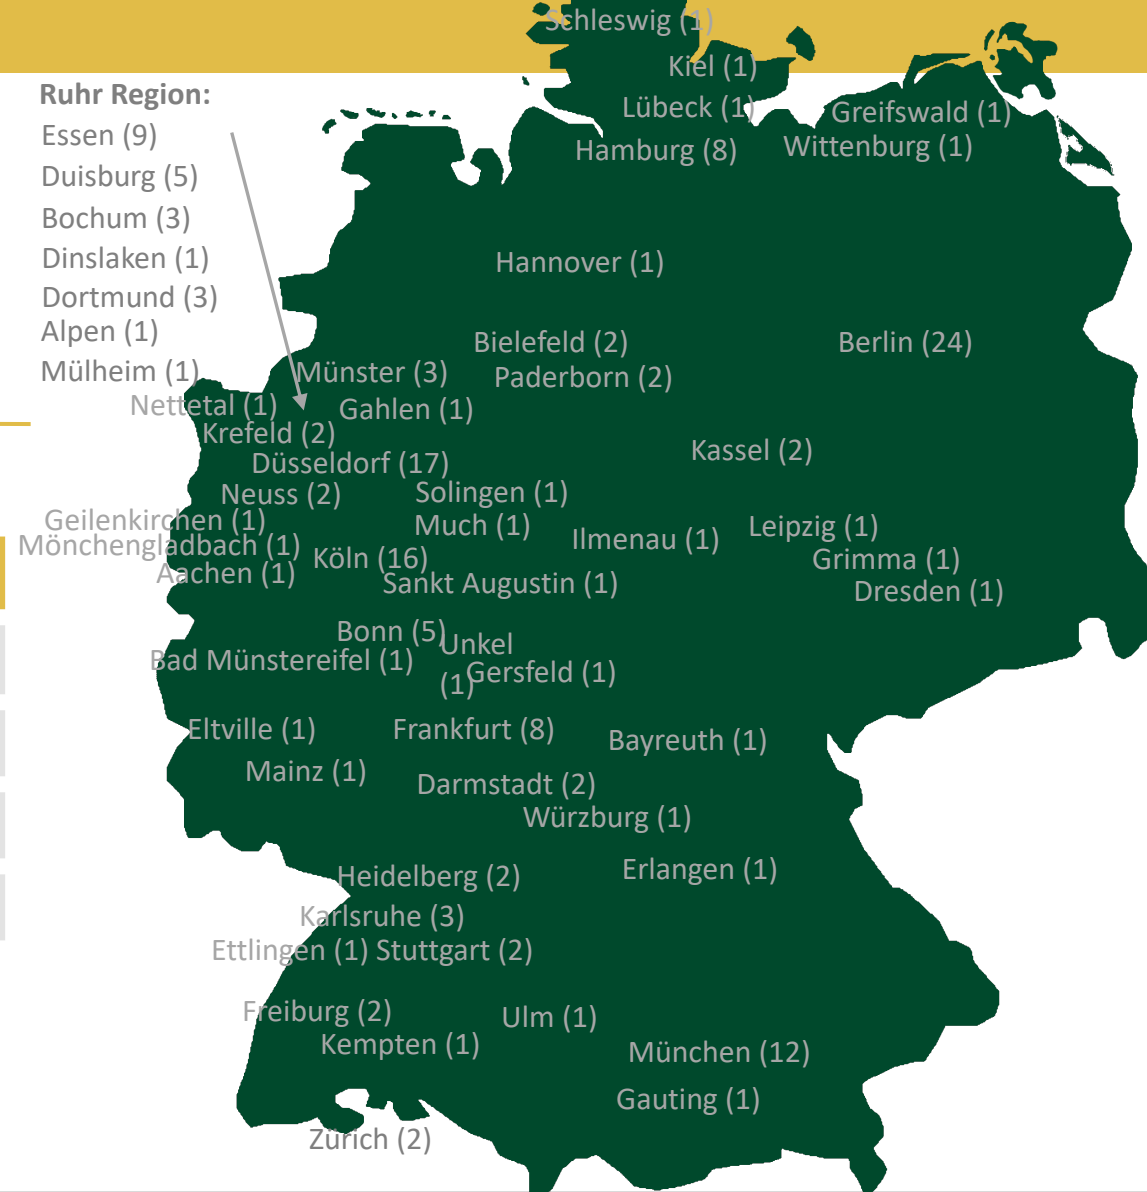 Schleswig (1)
Kiel (1)
Ruhr Region:
Lübeck (1)
Greifswald (1)
Essen (9)
Hamburg (8)
Wittenburg (1)
Duisburg (5)
Bochum (3)
Dinslaken (1)
Hannover (1)
Dortmund (3)
Alpen (1)
Bielefeld (2)
Berlin (24)
Mülheim (1)
Münster (3)
Paderborn (2)
Nettetal (1)
Gahlen (1)
Krefeld (2)
Kassel (2)
Düsseldorf (17)
Neuss (2)
Solingen (1)
Geilenkirchen (1)
Much (1)
Leipzig (1)
Ilmenau (1)
Mönchengladbach (1)
Köln (16)
Grimma (1)
Aachen (1)
Sankt Augustin (1)
Dresden (1)
Bonn (5)
Unkel
(1)
Bad Münstereifel (1)
Gersfeld (1)
Eltville (1)
Frankfurt (8)
Bayreuth (1)
Mainz (1)
Darmstadt (2)
Würzburg (1)
Erlangen (1)
Heidelberg (2)
Karlsruhe (3)
Ettlingen (1)
Stuttgart (2)
Freiburg (2)
Ulm (1)
Kempten (1)
München (12)
Gauting (1)
Zürich (2)